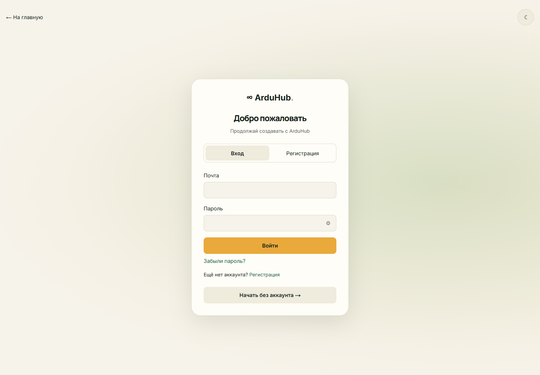 ← На главную
☾
∞ ArduHub.
Добро пожаловать
Продолжай создавать с ArduHub.
Вход
Регистрация
Почта
Пароль
Войти
Забыли пароль?
Ещё нет аккаунта? Регистрация
Начать без аккаунта →